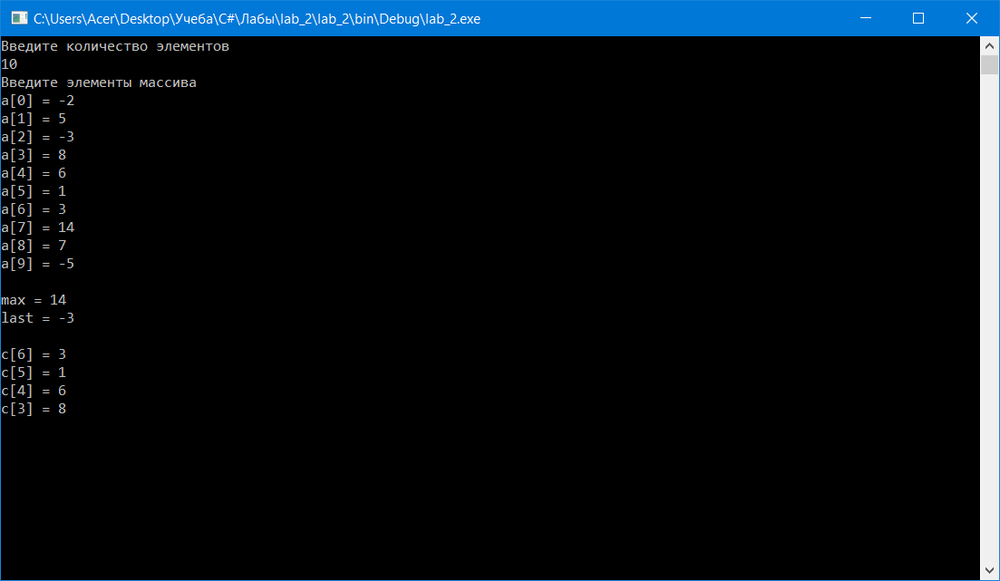 C:\Users\Acer\Desktop\Учеба\C#\Лабы\lab_2\lab_2\bin\Debug\lab_2.exe
Введите количество элементов
10
Введите элементы массива
a[0] = -2
a[1] = 5
a[2] = -3
a[3] = 8
a[4] = 6
a[5] = 1
a[6] = 3
a[7] = 14
a[8] = 7
a[9] = -5
max = 14
last = -3
c[6] = 3
c[5] = 1
c[4] = 6
c[3] = 8